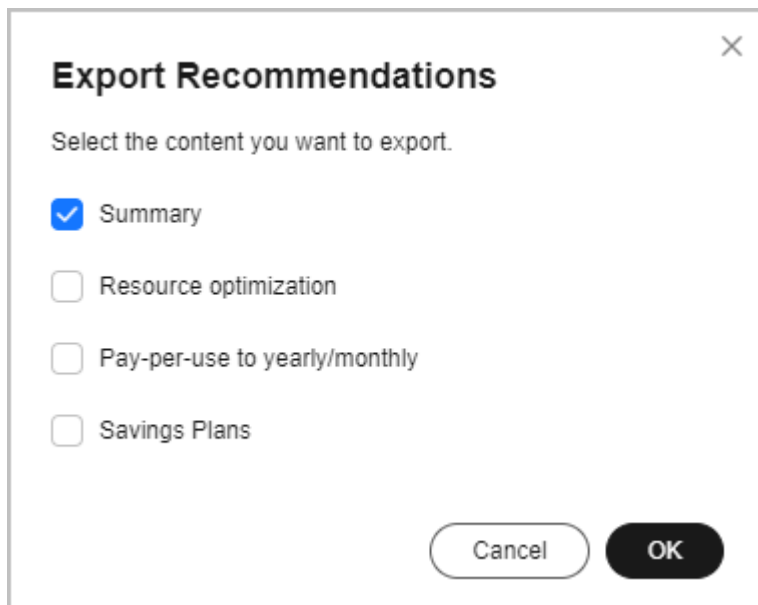 Export Recommendations
Select the content you want to export.
Summary
Resource optimization
Pay-per-use to yearly/monthly
Savings Plans
Cancel OK